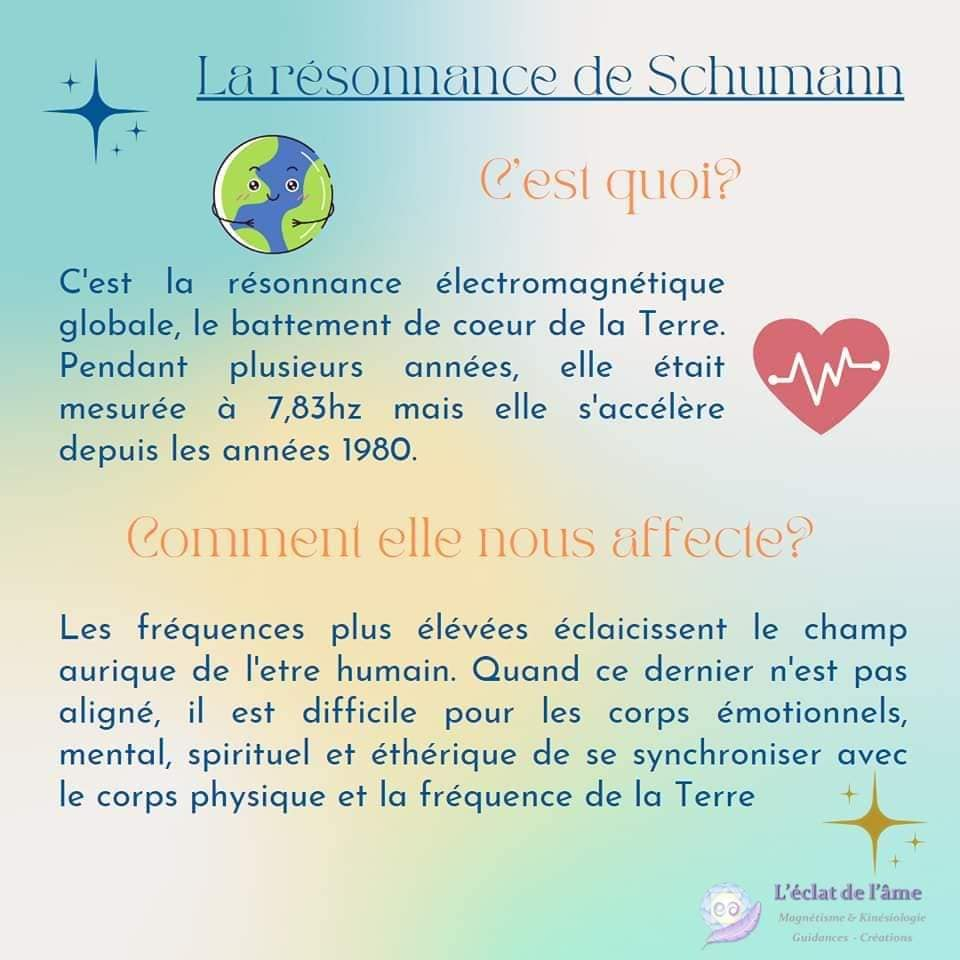 La résonnance de Schumann
C'est quoi?
C'est la résonnance électromagnétique
globale, le battement de coeur de la Terre.
Pendant plusieurs années, elle était
mesurée à 7,83hz mais elle s'accélère
depuis les années 1980.
Comment elle nous affecte?
Les fréquences plus élévées éclaicissent le champ
aurique de l'etre humain. Quand ce dernier n'est pas
aligné, il est difficile pour les corps émotionnels,
mental, spirituel et éthérique de se synchroniser avec
le corps physique et la fréquence de la Terre
L'éclat de l'âme
Magnétisme & Kinésiologie
Guidances - Créations